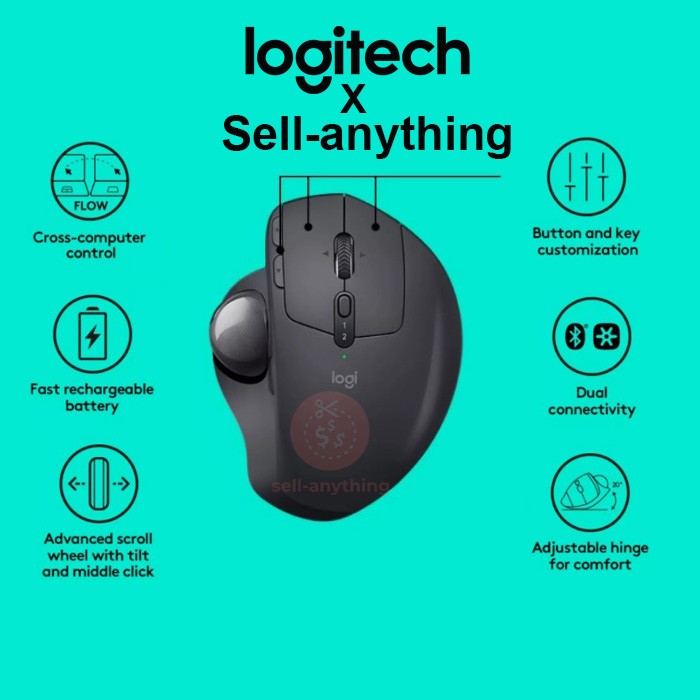 logitech
X
Sell-anything
FLOW
Cross-computer
control
Fast rechargeable
battery
Advanced scroll
wheel with tilt
and middle click
1
2
logi
$
$
$
sell-anything
Button and key
customization
Dual
connectivity
20°
Adjustable hinge
for comfort